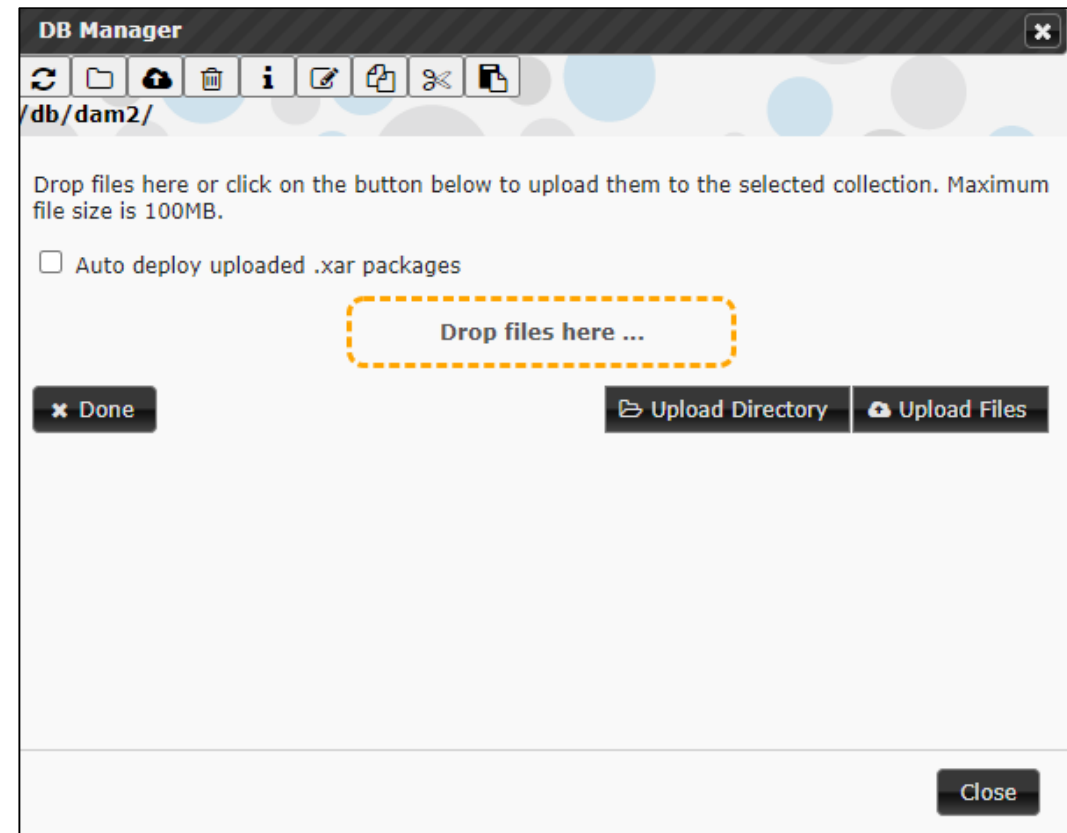 DB Manager
/db/dam2/
Drop files here or click on the button below to upload them to the selected collection. Maximum
file size is 100MB.
Auto deploy uploaded .xar packages
Drop files here ...
Done
Upload Directory
Upload Files
Close